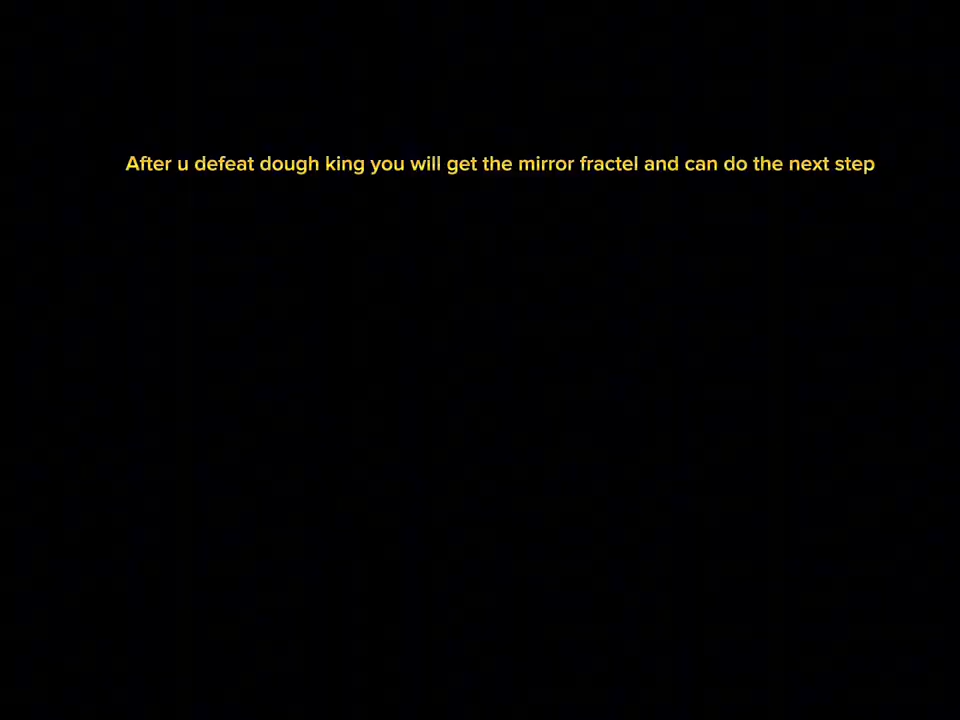 After u defeat dough king you will get the mirror fractel and can do the next step